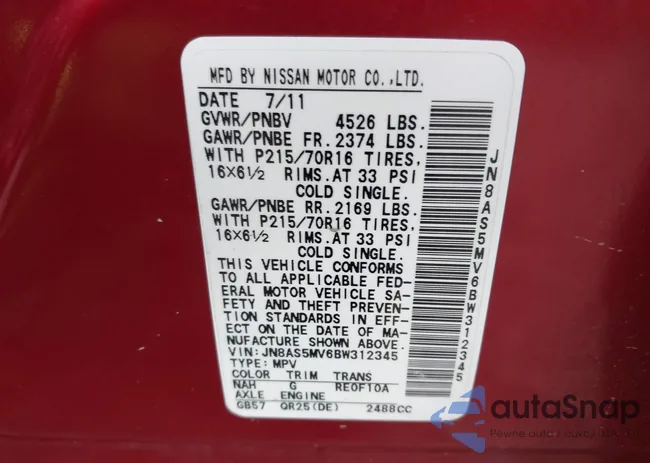 MFD BY NISSAN MOTOR CO.,LTD.
DATE 7/11
GVWR/PNBV 4526 LBS.
GAWR/PNBE FR. 2374 LBS.
WITH P215/70R16 TIRES,
16X6½ RIMS.AT 33 PSI
COLD SINGLE.
GAWR/PNBE RR. 2169 LBS.
WITH P215/70R16 TIRES,
16X6½ RIMS.AT 33 PSI
COLD SINGLE.
THIS VEHICLE CONFORMS
TO ALL APPLICABLE FED-
ERAL MOTOR VEHICLE SA-
FETY AND THEFT PREVEN-
TION STANDARDS IN EFF-
ECT ON THE DATE OF MA-
NUFACTURE SHOWN ABOVE.
VIN: JN8AS5MV6BW312345
TYPE: MPV
COLOR TRIM TRANS
NAH G RE0F10A
AXLE ENGINE
GB57 QR25(DE) 2488CC
JN8AS5MV6BW312345
autaSnap
Pewne auto i audyt